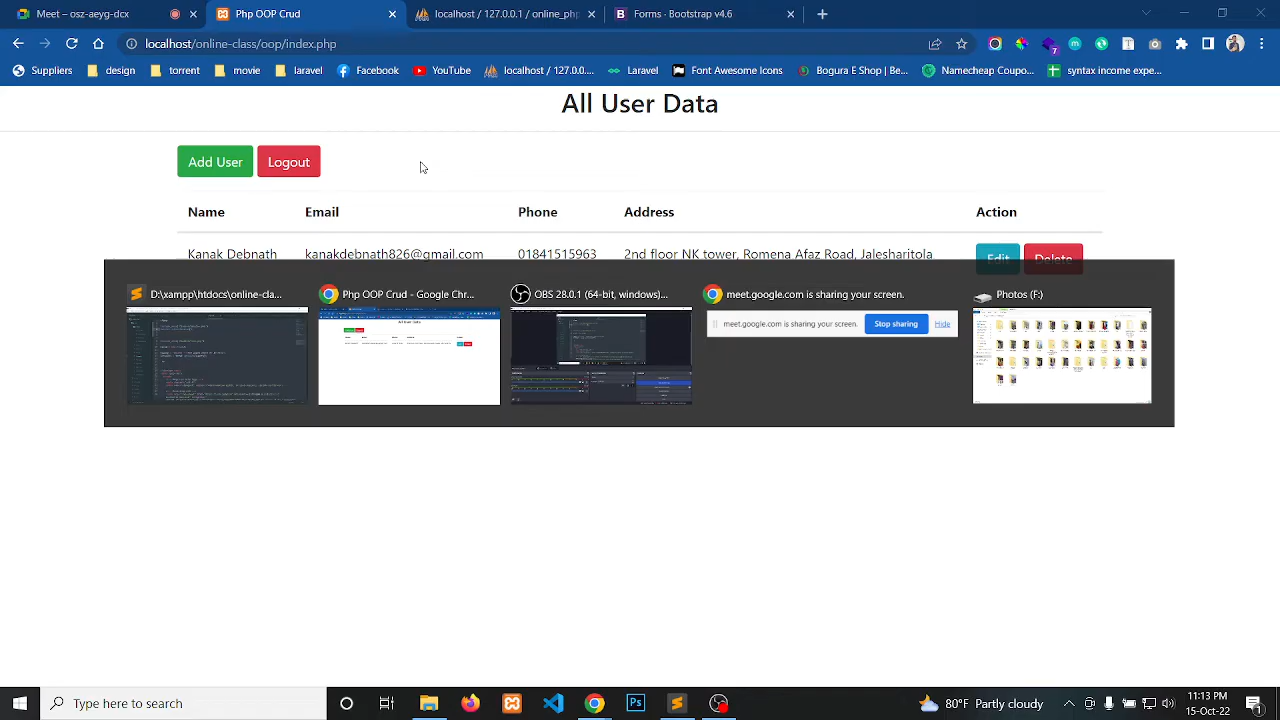 Meet - osz-aeyg-dcx
Php OOP Crud
localhost / 127.0.0.1 / online_php
Forms · Bootstrap v4.6
localhost/online-class/oop/index.php
7
Suppliers
design
torrent
movie
laravel
Facebook
YouTube
localhost / 127.0.0....
Laravel
Font Awesome Icons
Bogura E Shop | Be...
Namecheap Coupo...
syntax income expe...
All User Data
Add User
Logout
Name Email Phone Address Action
Kanak Debnath kanakdebnath826@gmail.com 01841515963 2nd floor NK tower, Romena Afaz Road, Jalesharitola. Edit Delete
D:\xampp\htdocs\online-cla...
Php OOP Crud - Google Chr...
OBS 28.0.1 (64-bit, windows)...
meet.google.com is sharing your screen.
Photos (F:)
meet.google.com is sharing your screen.
Stop sharing
Hide
Type here to search
Ps
80°F Partly cloudy
11:13 PM
15-Oct-22